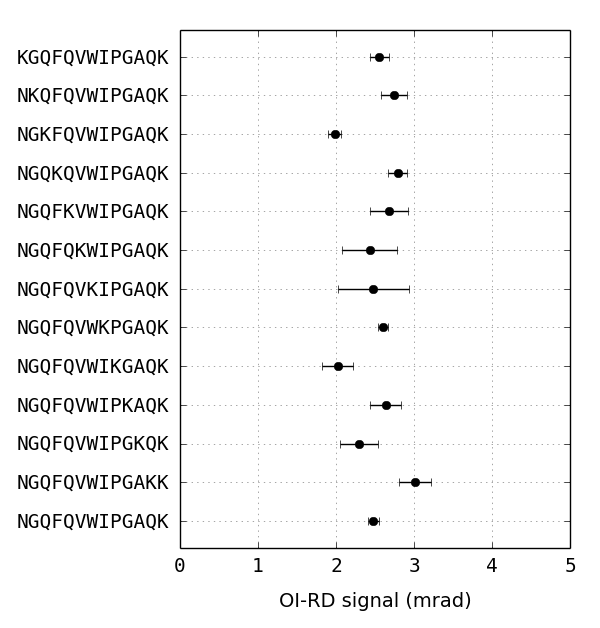 KGQFQVWIPGAQK
NKQFQVWIPGAQK
NGKFQVWIPGAQK
NGQKQVWIPGAQK
NGQFKVWIPGAQK
NGQFQKWIPGAQK
NGQFQVKIPGAQK
NGQFQVWKPGAQK
NGQFQVWIKGAQK
NGQFQVWIPKAQK
NGQFQVWIPGKQK
NGQFQVWIPGAKK
NGQFQVWIPGAQK
0 1 2 3 4 5
OI-RD signal (mrad)